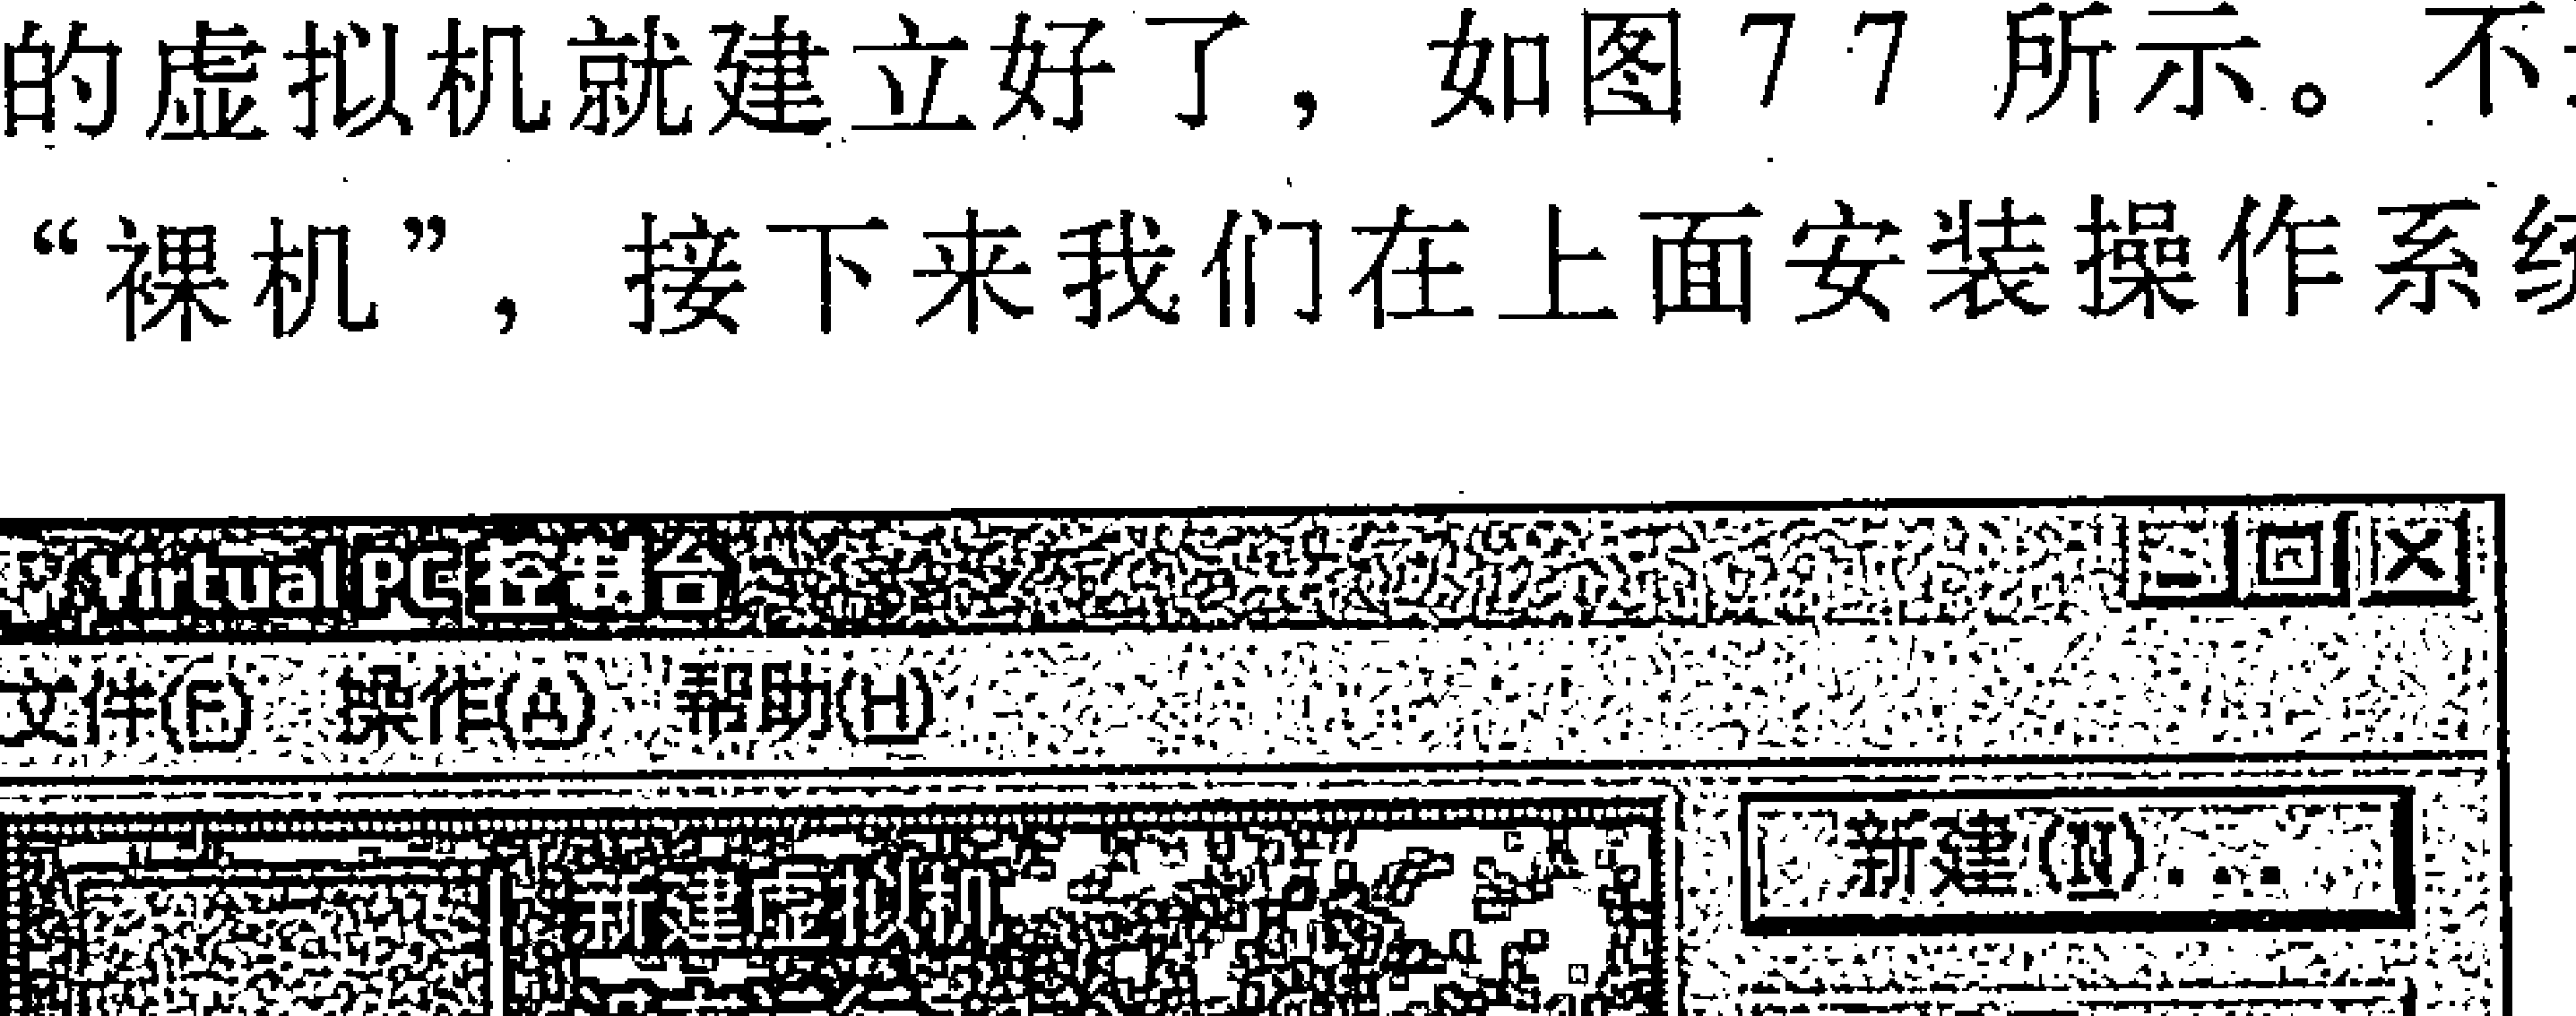 的虚拟机就建立好了，如图 7 7 所示。不
“裸机”，接下来我们在上面安装操作系统
Virtual PC 控制台
文件(F) 操作(A) 帮助(H)
新建虚拟机
新建(N)...